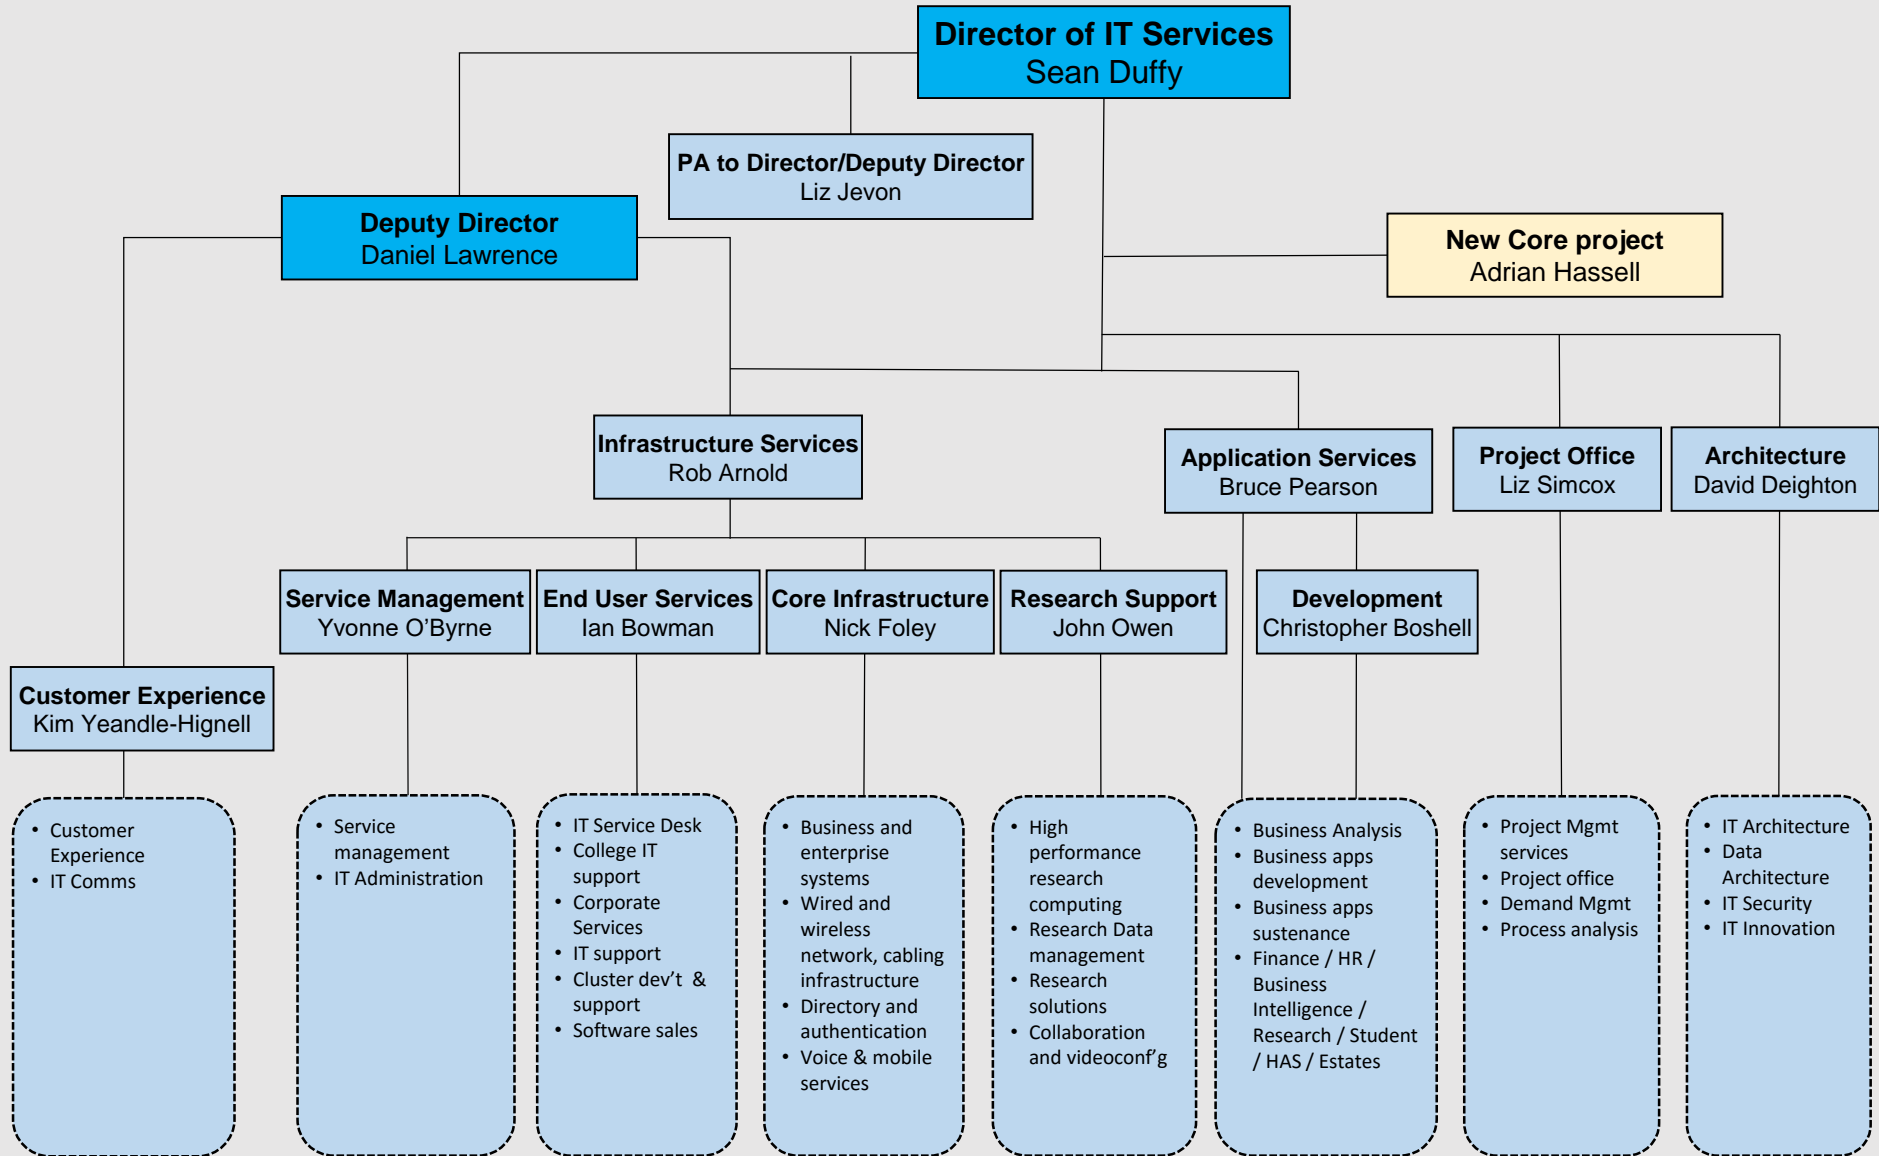 Director of IT Services
Sean Duffy
PA to Director/Deputy Director
Liz Jevon
Deputy Director
Daniel Lawrence
New Core project
Adrian Hassell
Infrastructure Services
Rob Arnold
Application Services
Bruce Pearson
Project Office
Liz Simcox
Architecture
David Deighton
Service Management
Yvonne O’Byrne
End User Services
Ian Bowman
Core Infrastructure
Nick Foley
Research Support
John Owen
Development
Christopher Boshell
Customer Experience
Kim Yeandle-Hignell
• Customer
Experience
• IT Comms
• Service
management
• IT Administration
• IT Service Desk
• College IT
support
• Corporate
Services
• IT support
• Cluster dev’t &
support
• Software sales
• Business and
enterprise
systems
• Wired and
wireless
network, cabling
infrastructure
• Directory and
authentication
• Voice & mobile
services
• High
performance
research
computing
• Research Data
management
• Research
solutions
• Collaboration
and videoconf’g
• Business Analysis
• Business apps
development
• Business apps
sustenance
• Finance / HR /
Business
Intelligence /
Research / Student
/ HAS / Estates
• Project Mgmt
services
• Project office
• Demand Mgmt
• Process analysis
• IT Architecture
• Data
Architecture
• IT Security
• IT Innovation